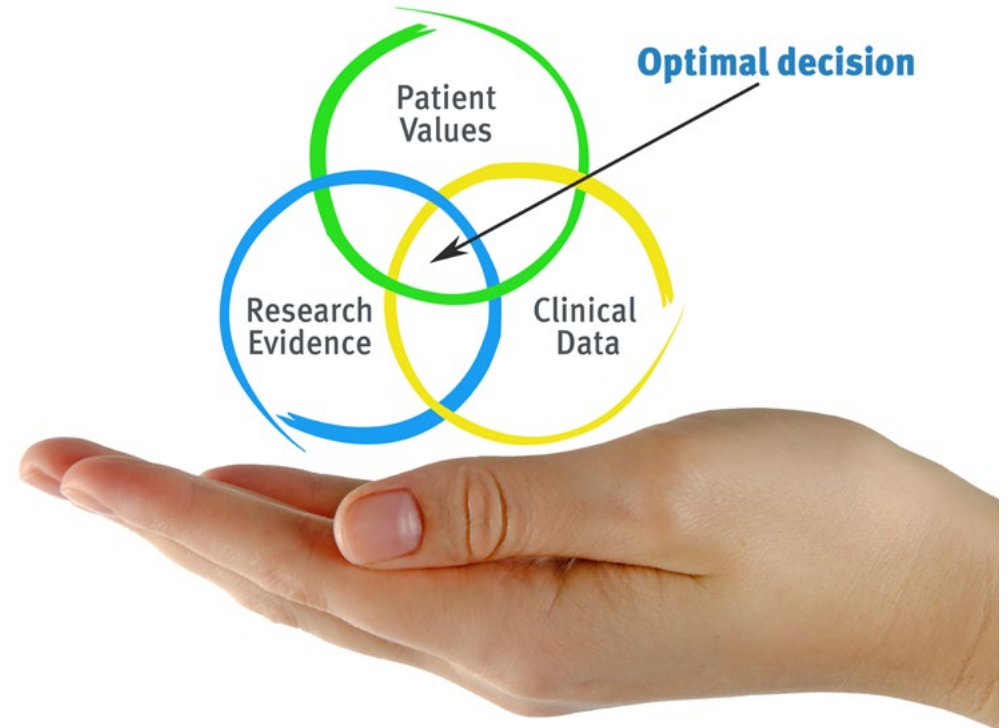 Optimal decision
Patient
Values
Research
Evidence
Clinical
Data